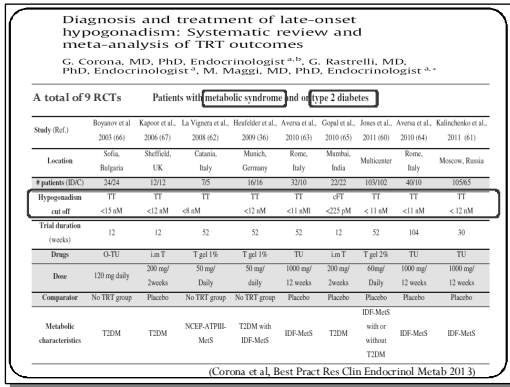 Diagnosis and treatment of late-onset
hypogonadism: Systematic review and
meta-analysis of TRT outcomes
G. Corona, MD, PhD, Endocrinologist a,b, G. Rastrelli, MD,
PhD, Endocrinologist a, M. Maggi, MD, PhD, Endocrinologist a,*
A total of 9 RCTs Patients with metabolic syndrome and or type 2 diabetes
Study (Ref.) Boyanov et al 2003 (66) Kapoor et al., 2006 (67) La Vignera et al., 2008 (62) Heufelder et al., 2009 (36) Aversa et al., 2010 (63) Gopal et al., 2010 (65) Jones et al., 2011 (60) Aversa et al., 2010 (64) Kalinchenko et al., 2011 (61)
Location Sofia, Bulgaria Sheffield, UK Catania, Italy Munich, Germany Rome, Italy Mumbai, India Multicenter Rome, Italy Moscow, Russia
# patients (ID/C) 24/24 12/12 7/5 16/16 32/10 22/22 103/102 40/10 105/65
Hypogonadism TT TT TT TT TT cFT TT TT TT
cut off <15 nM <12 nM <8 nM <12 nM <11 nMl <225 pM < 11 nM <11 nM < 12 nM
Trial duration (weeks) 12 12 52 52 52 12 52 104 30
Drugs O-TU i.m T T gel 1% T gel 1% TU i.m T T gel 2% TU TU
Dose 120 mg daily 200 mg/ 2weeks 50 mg/ Daily 50 mg/ daily 1000 mg/ 12 weeks 200 mg/ 2weeks 60mg/ Daily 1000 mg/ 12 weeks 1000 mg/ 12 weeks
Comparator No TRT group Placebo Placebo No TRT group Placebo Placebo Placebo Placebo Placebo
Metabolic characteristics T2DM T2DM NCEP-ATPIII- MetS T2DM with IDF-MetS IDF-MetS T2DM IDF-MetS with or without T2DM IDF-MetS IDF-MetS
(Corona et al, Best Pract Res Clin Endocrinol Metab 2013)